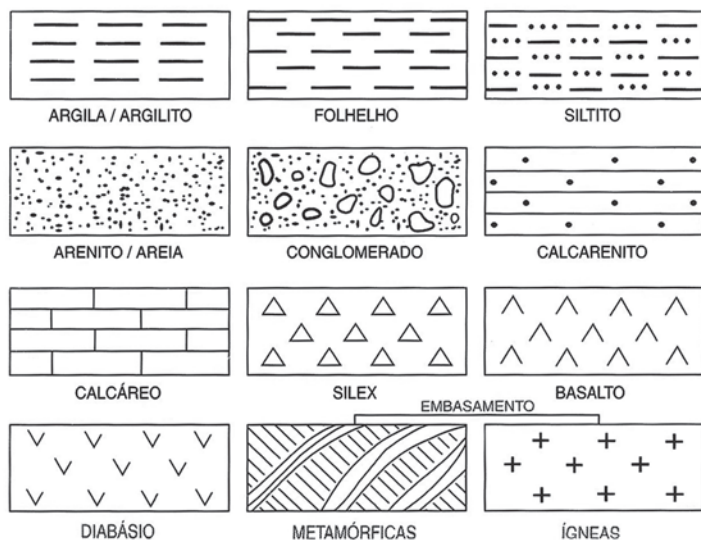 ARGILA / ARGILITO
FOLHELHO
SILTITO
ARENITO / AREIA
CONGLOMERADO
CALCARENITO
CALCÁREO
SILEX
BASALTO
EMBASAMENTO
DIABÁSIO
METAMÓRFICAS
ÍGNEAS